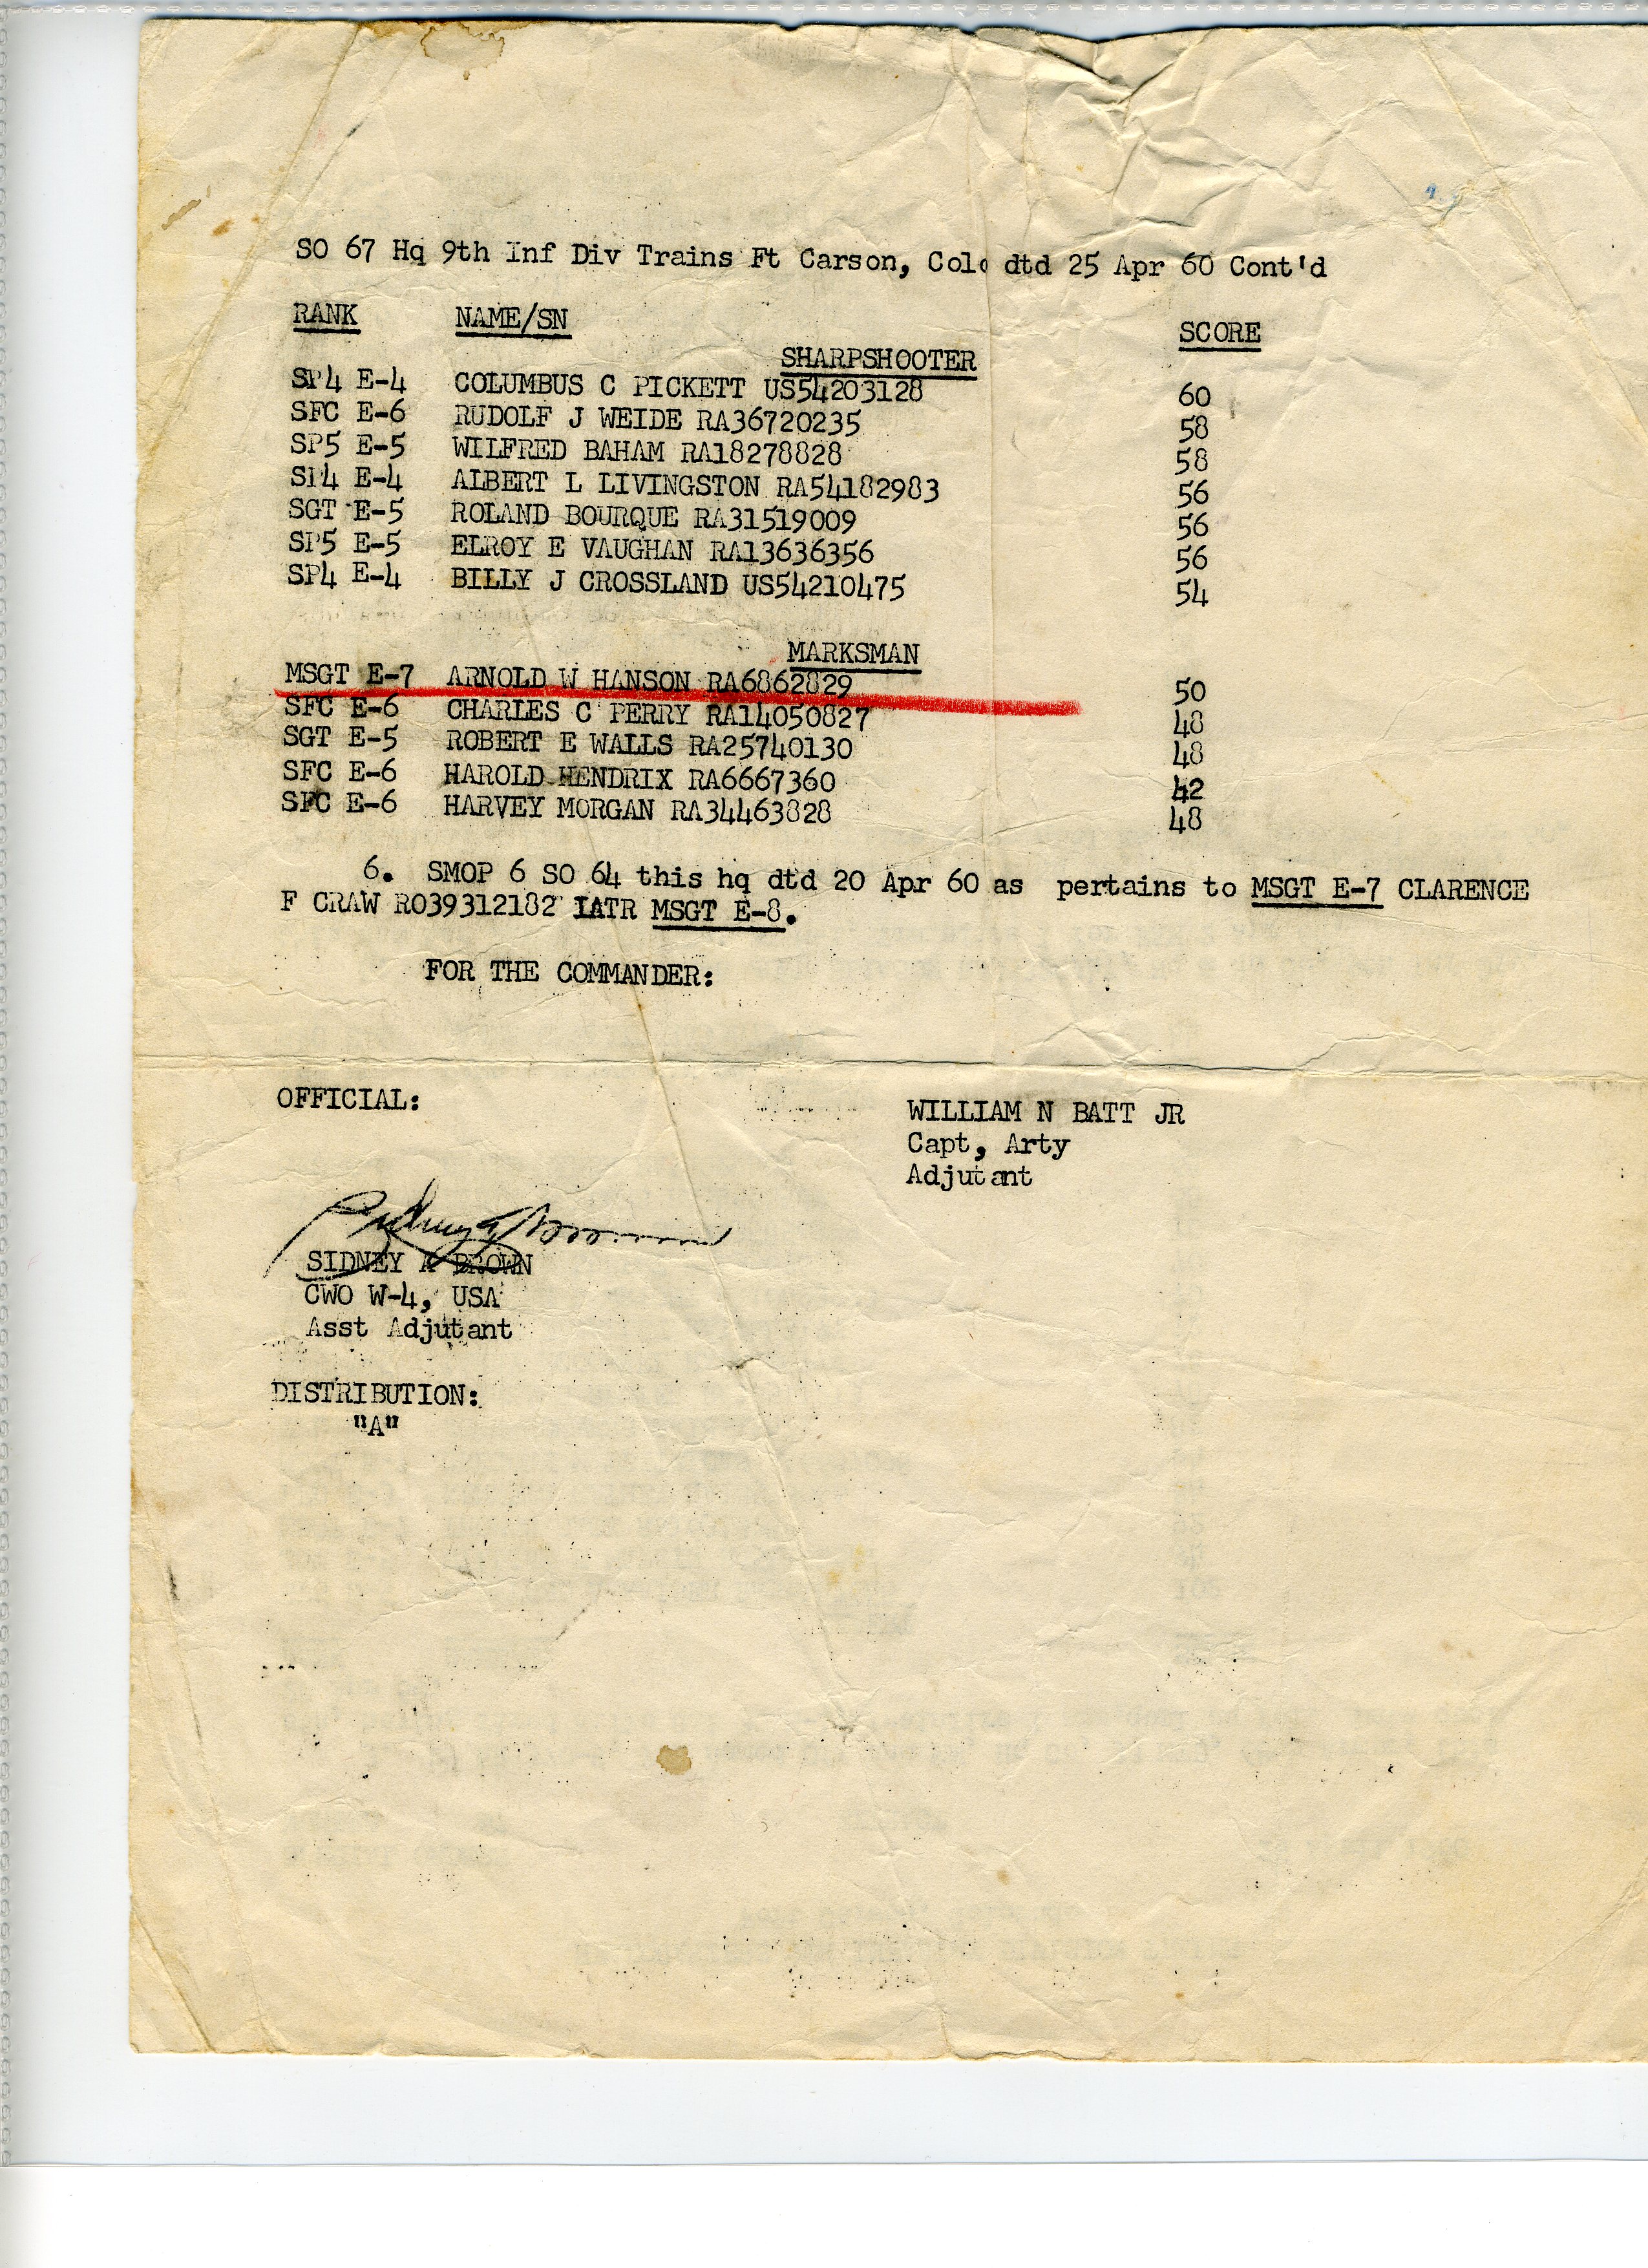 SO 67 Hq 9th Inf Div Trains Ft Carson, Colo dtd 25 Apr 60 Cont'd
RANK NAME/SN SCORE
SHARPSHOOTER
SP4 E-4 COLUMBUS C PICKETT US54203128 60
SFC E-6 RUDOLF J WEIDE RA36720235 58
SP5 E-5 WILFRED BAHAM RA18278828 58
SP4 E-4 ALBERT L LIVINGSTON RA54182983 56
SGT E-5 ROLAND BOURQUE RA31519009 56
SP5 E-5 ELROY E VAUGHAN RA13636356 56
SP4 E-4 BILLY J CROSSLAND US54210475 54
MARKSMAN
MSGT E-7 ARNOLD W HANSON RA6862829 50
SFC E-6 CHARLES C PERRY RA14050827 48
SGT E-5 ROBERT E WALLS RA25740130 48
SFC E-6 HAROLD HENDRIX RA6667360 42
SFC E-6 HARVEY MORGAN RA34463828 48
6. SMOP 6 SO 64 this hq dtd 20 Apr 60 as pertains to MSGT E-7 CLARENCE
F CRAW RO39312182 IATR MSGT E-8.
FOR THE COMMANDER:
OFFICIAL:
WILLIAM N BATT JR
Capt, Arty
Adjutant
Sidney A Brown
SIDNEY A BROWN
CWO W-4, USA
Asst Adjutant
DISTRIBUTION:
"A"